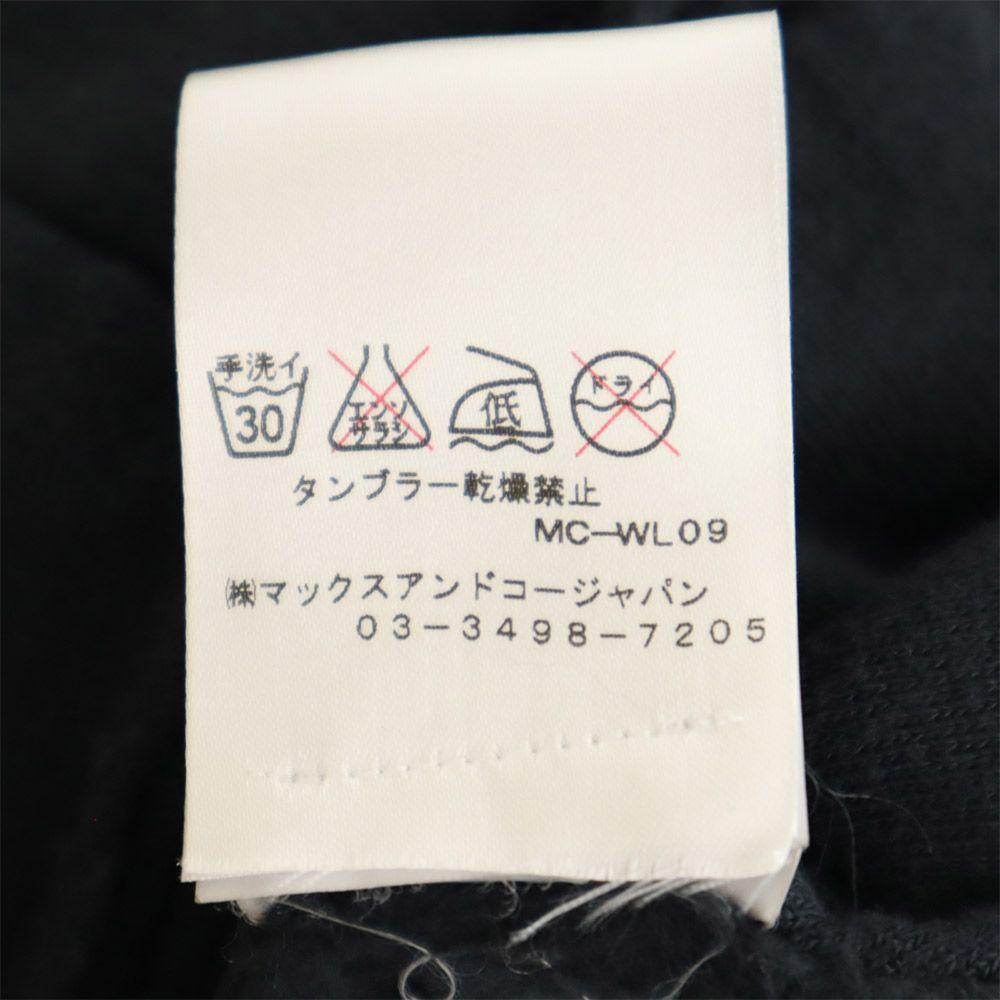 手洗イ
30
エンソ
サラシ
低
ドライ
タンブラー乾燥禁止
MC-WL09
㈱マックスアンドコージャパン
03-3498-7205